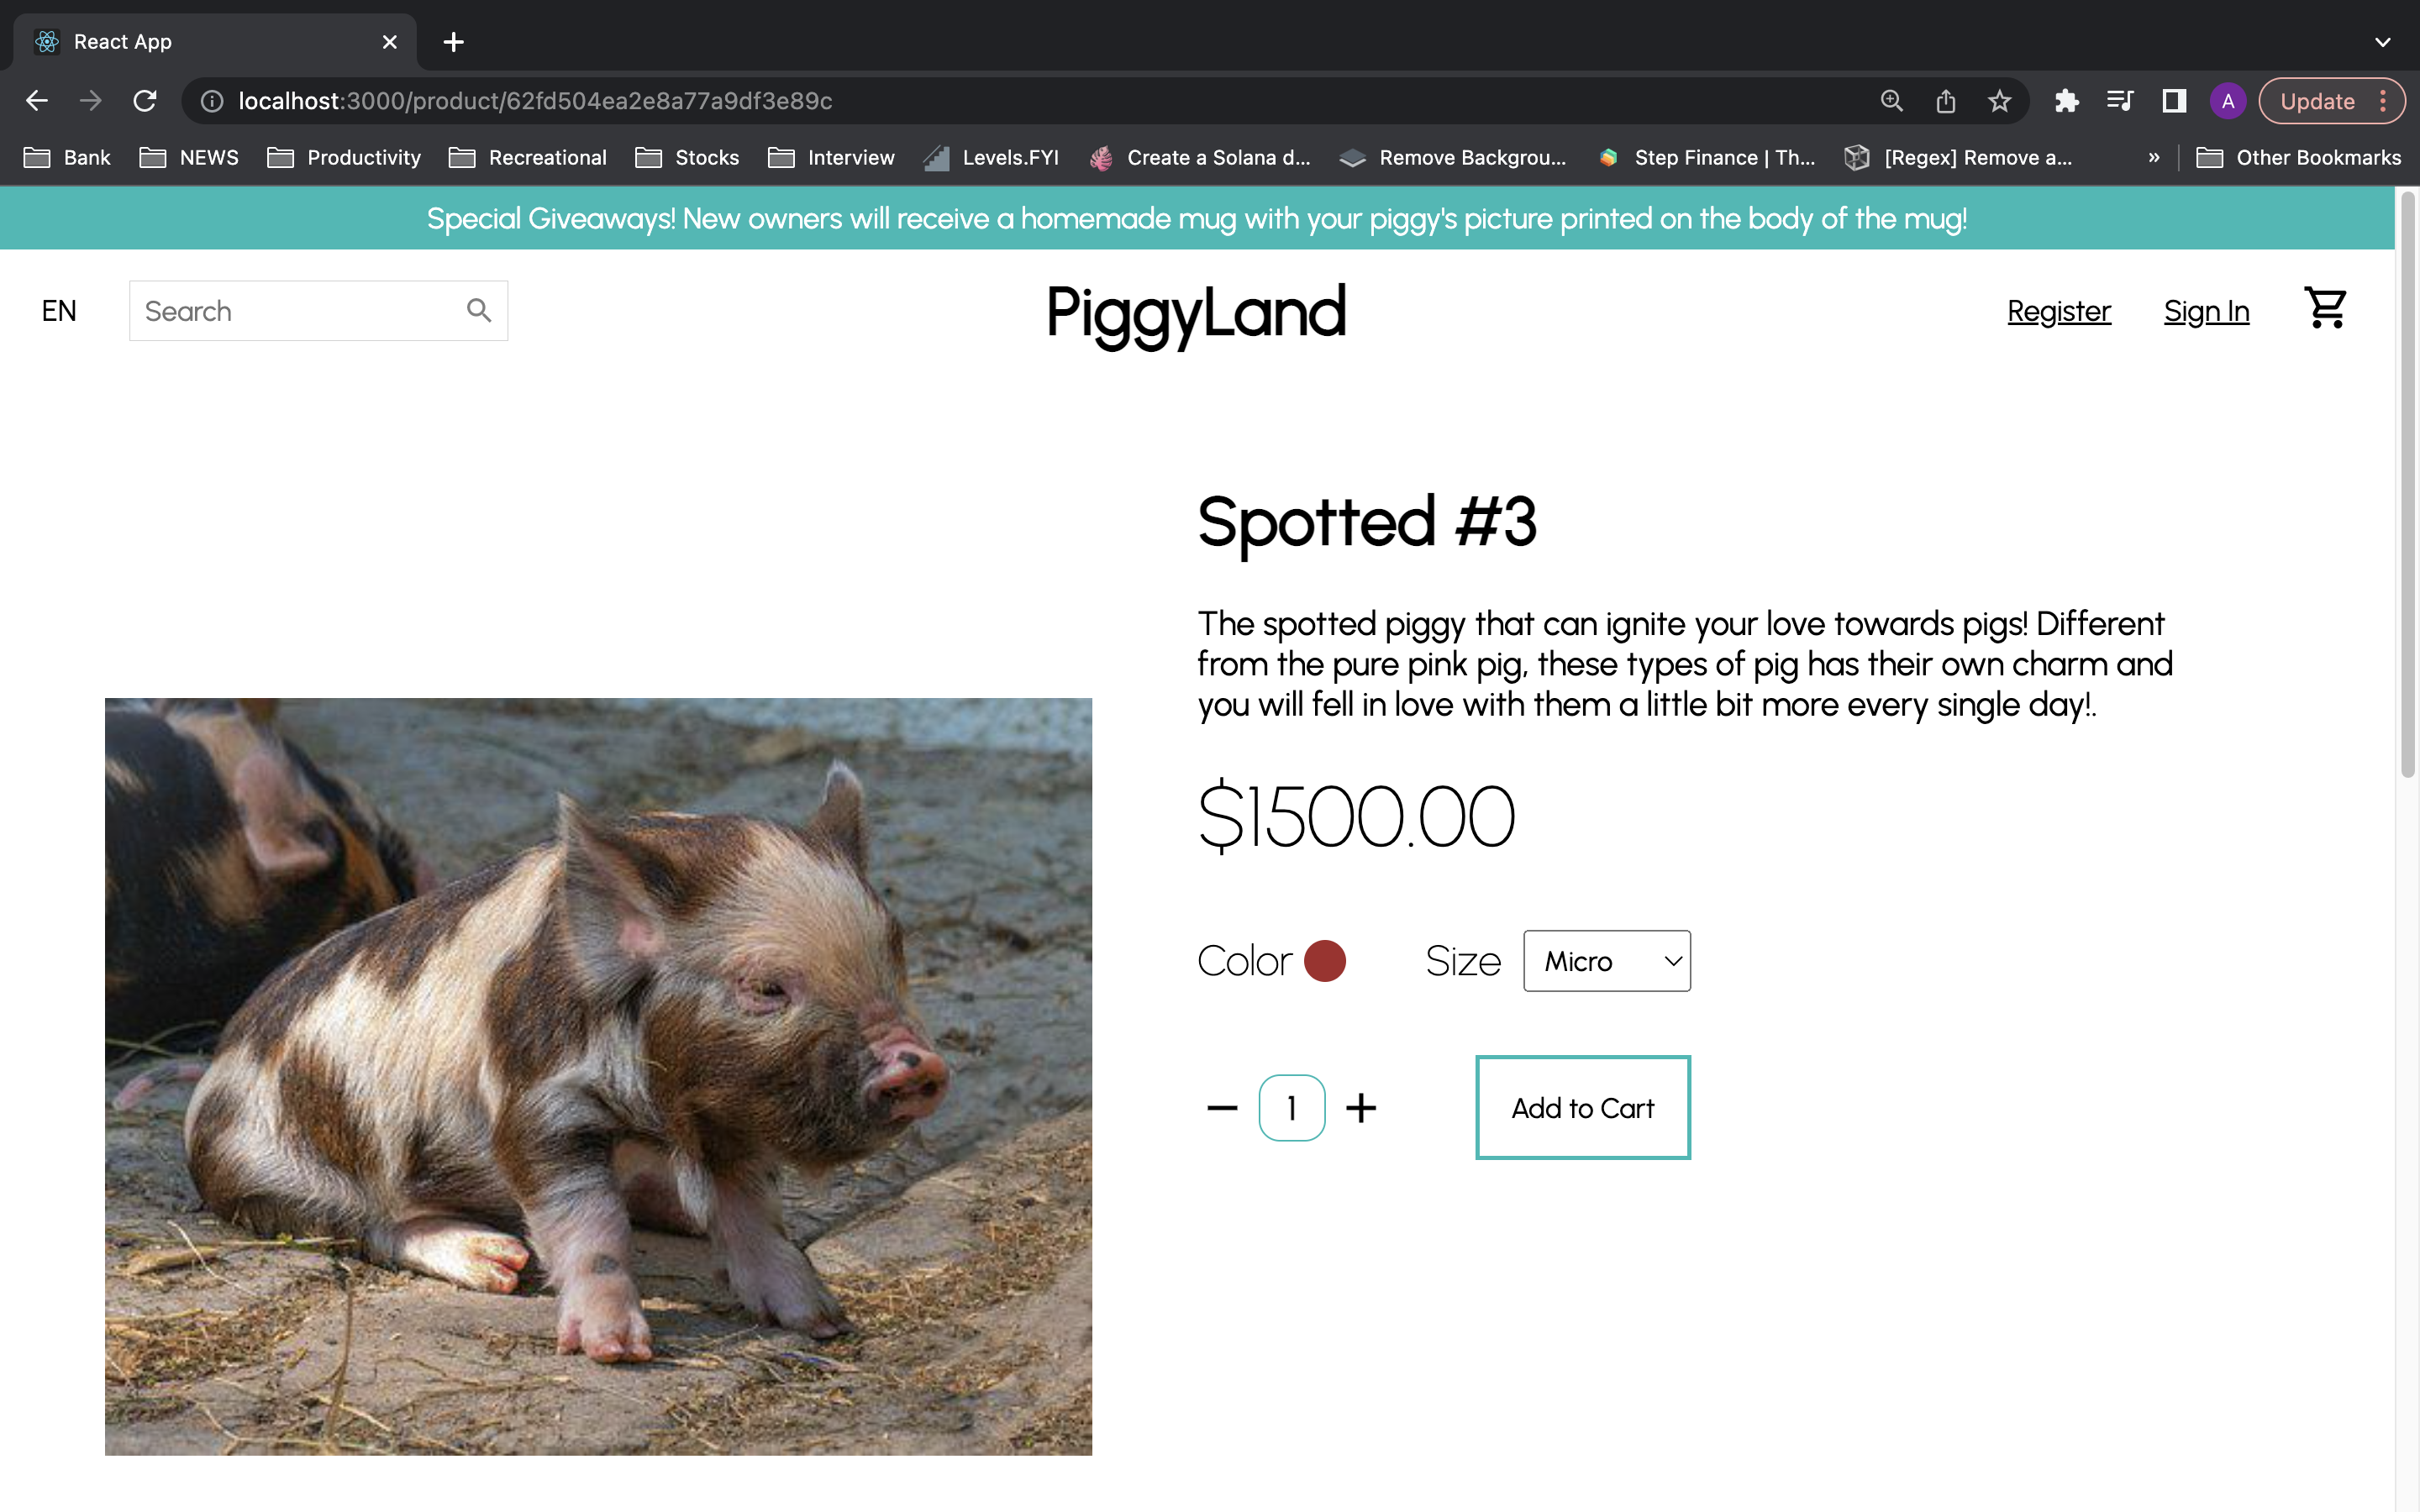 React App
localhost:3000/product/62fd504ea2e8a77a9df3e89c
A
Update
Bank
NEWS
Productivity
Recreational
Stocks
Interview
Levels.FYI
Create a Solana d...
Remove Backgrou...
Step Finance | Th...
[Regex] Remove a...
»
Other Bookmarks
Special Giveaways! New owners will receive a homemade mug with your piggy's picture printed on the body of the mug!
EN
Search
PiggyLand
Register
Sign In
Spotted #3
The spotted piggy that can ignite your love towards pigs! Different
from the pure pink pig, these types of pig has their own charm and
you will fell in love with them a little bit more every single day!.
$1500.00
Color
Size
Micro
1
Add to Cart